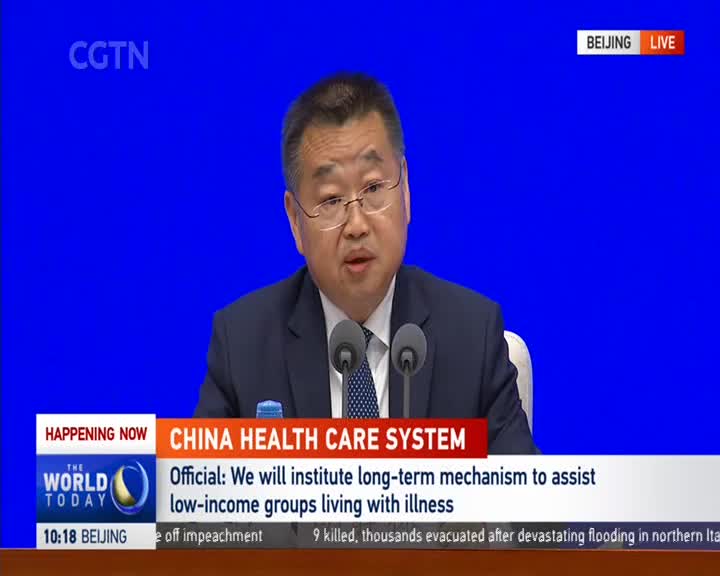 CGTN
BEIJING LIVE
HAPPENING NOW
CHINA HEALTH CARE SYSTEM
THE
WORLD
TODAY
Official: We will institute long-term mechanism to assist
low-income groups living with illness
10:18 BEIJING
e off impeachment
9 killed, thousands evacuated after devastating flooding in northern Ita